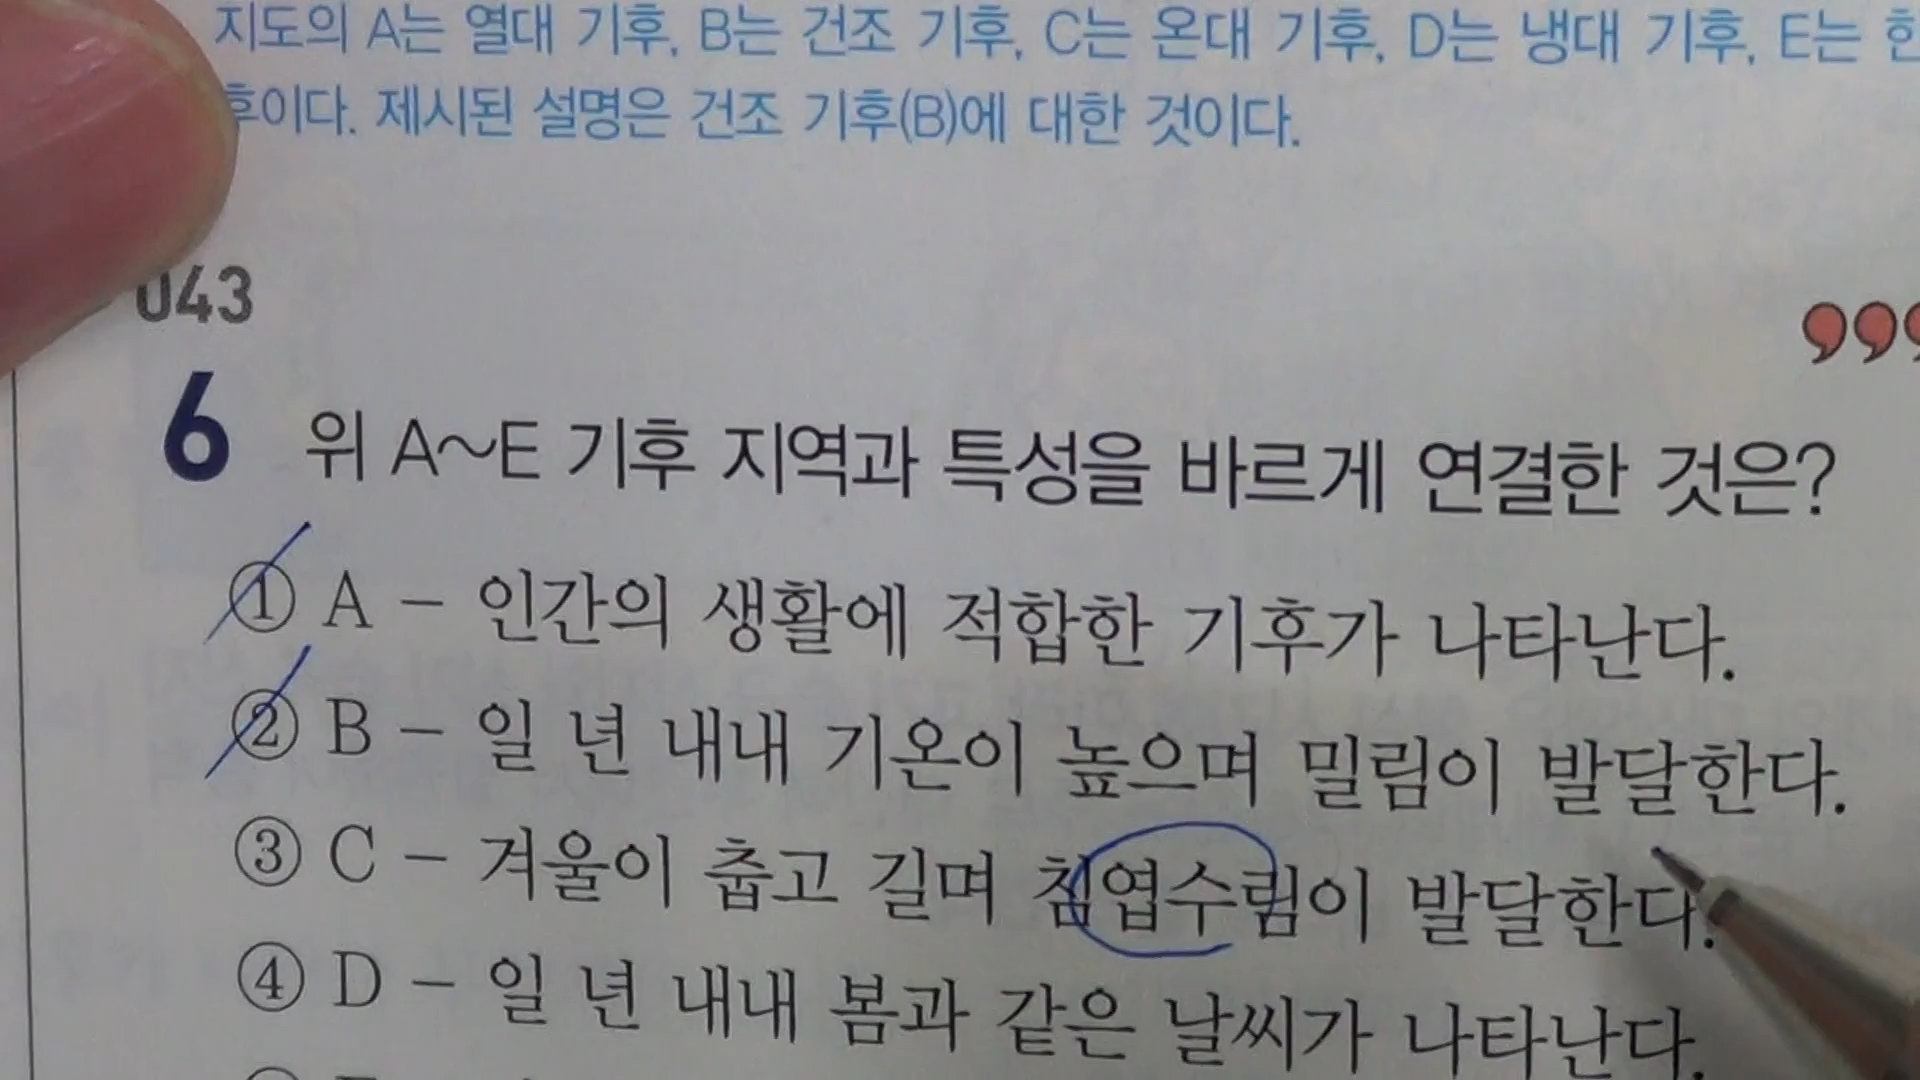 지도의 A는 열대 기후, B는 건조 기후, C는 온대 기후, D는 냉대 기후, E는 한
후이다. 제시된 설명은 건조 기후(B)에 대한 것이다.
043
6 위 A~E 기후 지역과 특성을 바르게 연결한 것은?
① A - 인간의 생활에 적합한 기후가 나타난다.
② B - 일 년 내내 기온이 높으며 밀림이 발달한다.
③ C - 겨울이 춥고 길며 침엽수림이 발달한다.
④ D - 일 년 내내 봄과 같은 날씨가 나타난다.